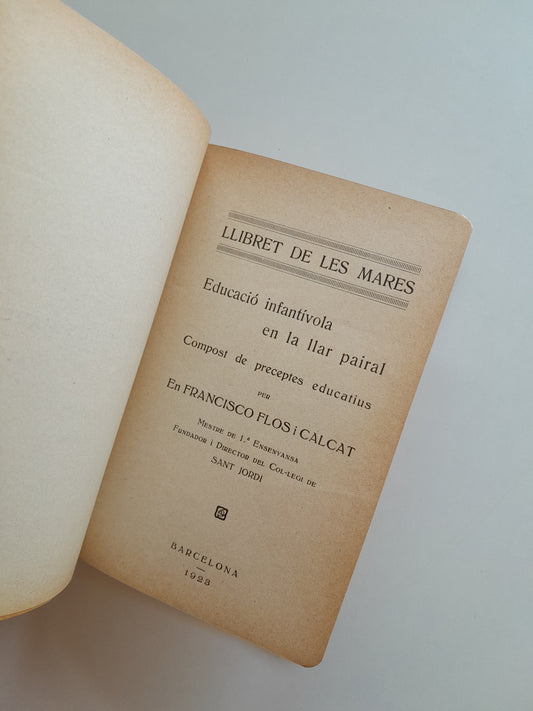 LLIBRET DE LES MARES
Educació infantívola
en la llar pairal
Compost de preceptes educatius
PER
En FRANCISCO FLOS i CALCAT
MESTRE DE 1.ª ENSENYANSA
FUNDADOR I DIRECTOR DEL COL-LEGI DE
SANT JORDI
BARCELONA
1923